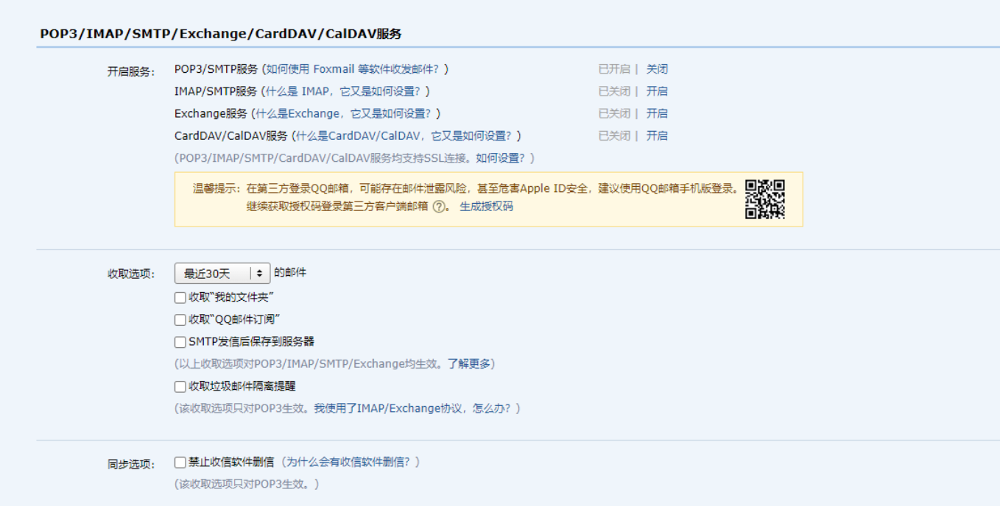 POP3/IMAP/SMTP/Exchange/CardDAV/CalDAV服务
开启服务: POP3/SMTP服务 (如何使用 Foxmail 等软件收发邮件? ) 已开启 | 关闭
IMAP/SMTP服务 (什么是 IMAP，它又是如何设置? ) 已关闭 | 开启
Exchange服务 (什么是Exchange，它又是如何设置? ) 已关闭 | 开启
CardDAV/CalDAV服务 (什么是CardDAV/CalDAV，它又是如何设置? ) 已关闭 | 开启
(POP3/IMAP/SMTP/CardDAV/CalDAV服务均支持SSL连接。如何设置? )
温馨提示: 在第三方登录QQ邮箱，可能存在邮件泄露风险，甚至危害Apple ID安全，建议使用QQ邮箱手机版登录。
继续获取授权码登录第三方客户端邮箱 ?。 生成授权码
收取选项: 最近30天 的邮件
收取“我的文件夹”
收取“QQ邮件订阅”
SMTP发信后保存到服务器
(以上收取选项对POP3/IMAP/SMTP/Exchange均生效。了解更多)
收取垃圾邮件隔离提醒
(该收取选项只对POP3生效。我使用了IMAP/Exchange协议，怎么办? )
同步选项: 禁止收信软件删信 (为什么会有收信软件删信? )
(该收取选项只对POP3生效。)